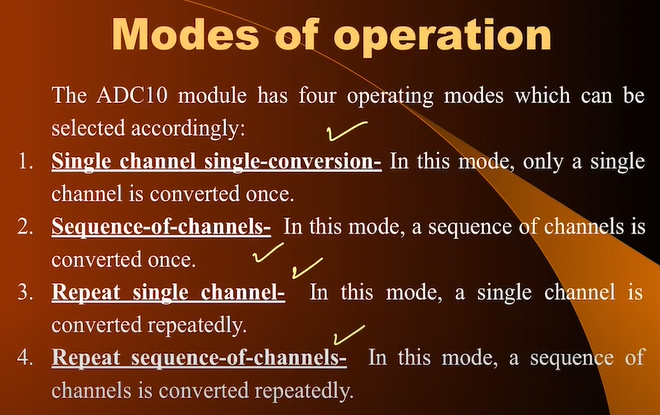 Modes of operation
The ADC10 module has four operating modes which can be
selected accordingly:
1. Single channel single-conversion- In this mode, only a single
channel is converted once.
2. Sequence-of-channels- In this mode, a sequence of channels is
converted once.
3. Repeat single channel- In this mode, a single channel is
converted repeatedly.
4. Repeat sequence-of-channels- In this mode, a sequence of
channels is converted repeatedly.